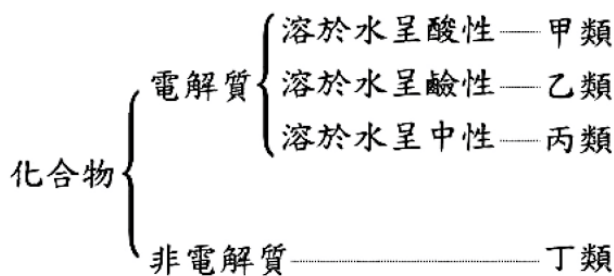 溶於水呈酸性——甲類
電解質 溶於水呈鹼性——乙類
溶於水呈中性——丙類
化合物
非電解質——丁類